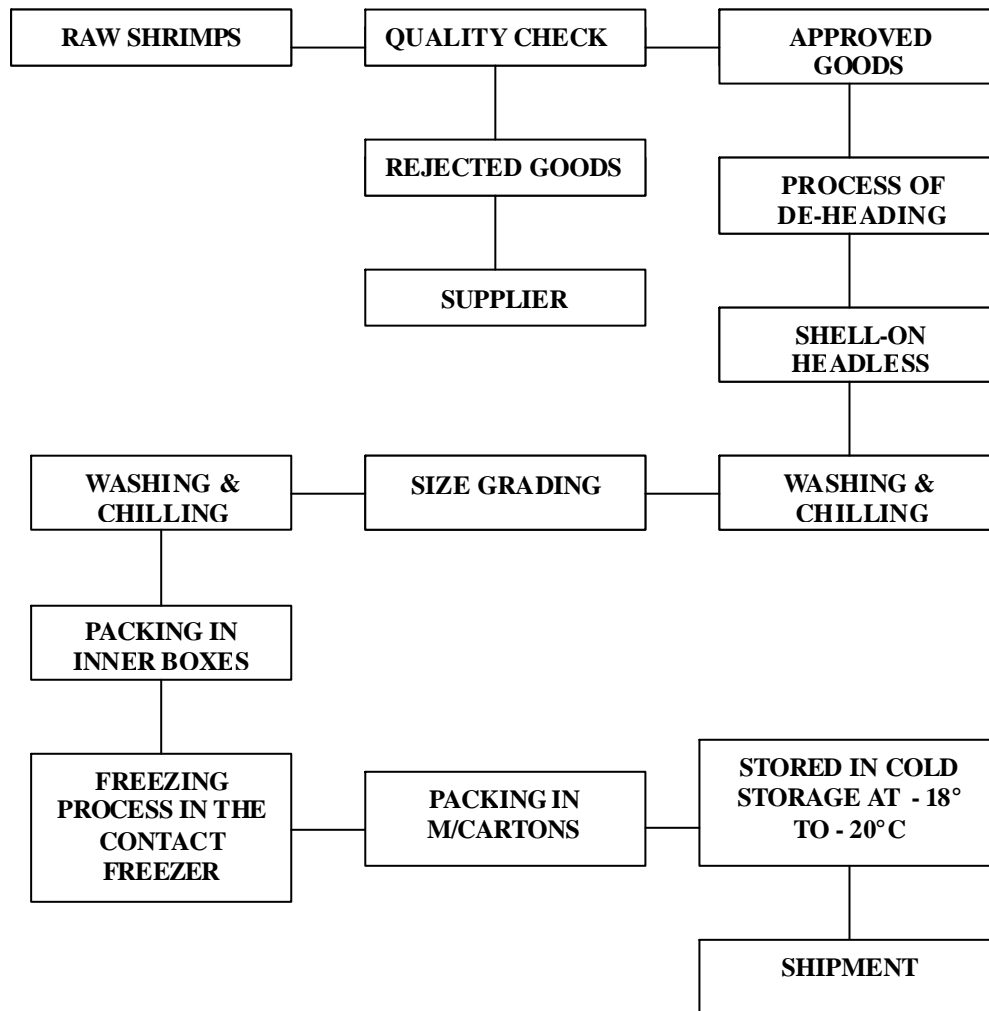 RAW SHRIMPS
QUALITY CHECK
APPROVED
GOODS
REJECTED GOODS
PROCESS OF
DE-HEADING
SUPPLIER
SHELL-ON
HEADLESS
WASHING &
CHILLING
SIZE GRADING
WASHING &
CHILLING
PACKING IN
INNER BOXES
FREEZING
PROCESS IN THE
CONTACT
FREEZER
PACKING IN
M/CARTONS
STORED IN COLD
STORAGE AT - 18°
TO - 20°C
SHIPMENT